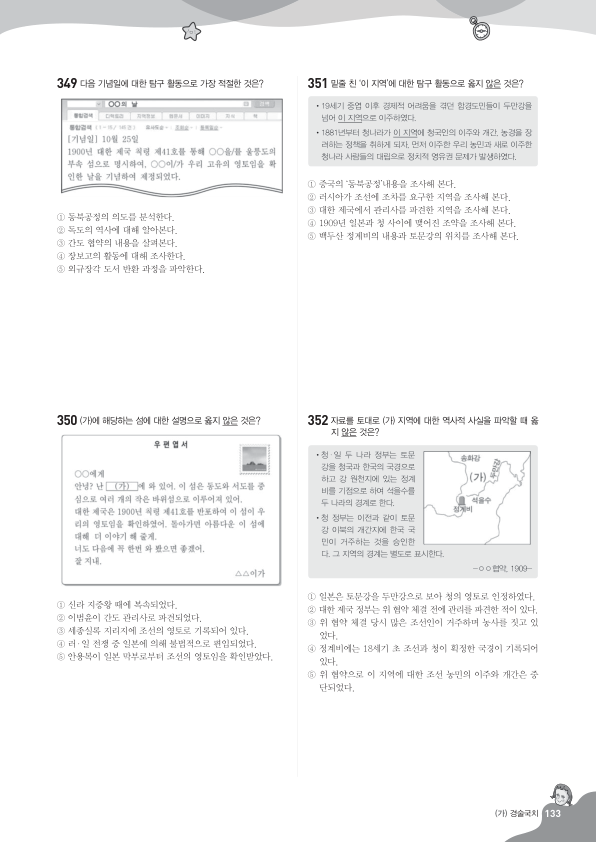 349 다음 기념일에 대한 탐구 활동으로 가장 적절한 것은?
○○의 날
통합검색
[기념일] 10월 25일
1900년 대한 제국 칙령 제41호를 통해 ○○을/를 울릉도의
부속 섬으로 명시하여, ○○이/가 우리 고유의 영토임을 확
인한 날을 기념하여 제정되었다.
① 동북공정의 의도를 분석한다.
② 독도의 역사에 대해 알아본다.
③ 간도 협약의 내용을 살펴본다.
④ 장보고의 활동에 대해 조사한다.
⑤ 외규장각 도서 반환 과정을 파악한다.
350 (가)에 해당하는 섬에 대한 설명으로 옳지 않은 것은?
우 편 엽 서
○○에게
안녕? 난 (가) 에 와 있어. 이 섬은 동도와 서도를 중
심으로 여러 개의 작은 바위섬으로 이루어져 있어.
대한 제국은 1900년 칙령 제41호를 반포하여 이 섬이 우
리의 영토임을 확인하였어. 돌아가면 아름다운 이 섬에
대해 더 이야기 해 줄게.
너도 다음에 꼭 한번 와 봤으면 좋겠어.
잘 지내.
△△이가
① 신라 지증왕 때에 복속되었다.
② 이범윤이 간도 관리사로 파견되었다.
③ 세종실록 지리지에 조선의 영토로 기록되어 있다.
④ 러·일 전쟁 중 일본에 의해 불법적으로 편입되었다.
⑤ 안용복이 일본 막부로부터 조선의 영토임을 확인받았다.
351 밑줄 친 '이 지역'에 대한 탐구 활동으로 옳지 않은 것은?
• 19세기 중엽 이후 경제적 어려움을 겪던 함경도민들이 두만강을
넘어 이 지역으로 이주하였다.
• 1881년부터 청나라가 이 지역에 청국인의 이주와 개간, 농경을 장
려하는 정책을 취하게 되자, 먼저 이주한 우리 농민과 새로 이주한
청나라 사람들의 대립으로 정치적 영유권 문제가 발생하였다.
① 중국의 '동북공정'내용을 조사해 본다.
② 러시아가 조선에 조차를 요구한 지역을 조사해 본다.
③ 대한 제국에서 관리사를 파견한 지역을 조사해 본다.
④ 1909년 일본과 청 사이에 맺어진 조약을 조사해 본다.
⑤ 백두산 정계비의 내용과 토문강의 위치를 조사해 본다.
352 자료를 토대로 (가) 지역에 대한 역사적 사실을 파악할 때 옳
지 않은 것은?
• 청·일 두 나라 정부는 토문
강을 청국과 한국의 국경으로
하고 강 원천지에 있는 정계
비를 기점으로 하여 석을수를
두 나라의 경계로 한다.
• 청 정부는 이전과 같이 토문
강 이북의 개간지에 한국 국
민이 거주하는 것을 승인한
다. 그 지역의 경계는 별도로 표시한다.
-○○협약, 1909-
송화강
(가)
두만강
석을수
정계비
① 일본은 토문강을 두만강으로 보아 청의 영토로 인정하였다.
② 대한 제국 정부는 위 협약 체결 전에 관리를 파견한 적이 있다.
③ 위 협약 체결 당시 많은 조선인이 거주하며 농사를 짓고 있
었다.
④ 정계비에는 18세기 초 조선과 청이 획정한 국경이 기록되어
있다.
⑤ 위 협약으로 이 지역에 대한 조선 농민의 이주와 개간은 중
단되었다.
(가) 경술국치 133